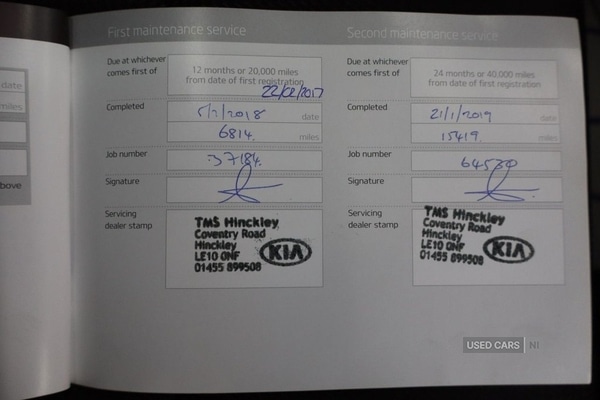 First maintenance service
Due at whichever
comes first of
12 months or 20,000 miles
from date of first registration
22/02/2017
Completed
2018
date
6814
miles
Job number
37184
Signature
Servicing
dealer stamp
TMS Hinckley
Coventry Road
Hinckley
LE10 0NF
01455 899508
KIA
Second maintenance service
Due at whichever
comes first of
24 months or 40,000 miles
from date of first registration
Completed
21/1/2019
date
15419
miles
Job number
64530
Signature
Servicing
dealer stamp
TMS Hinckley
Coventry Road
Hinckley
LE10 0NF
01455 899508
KIA
date
miles
bove
USED CARS NI